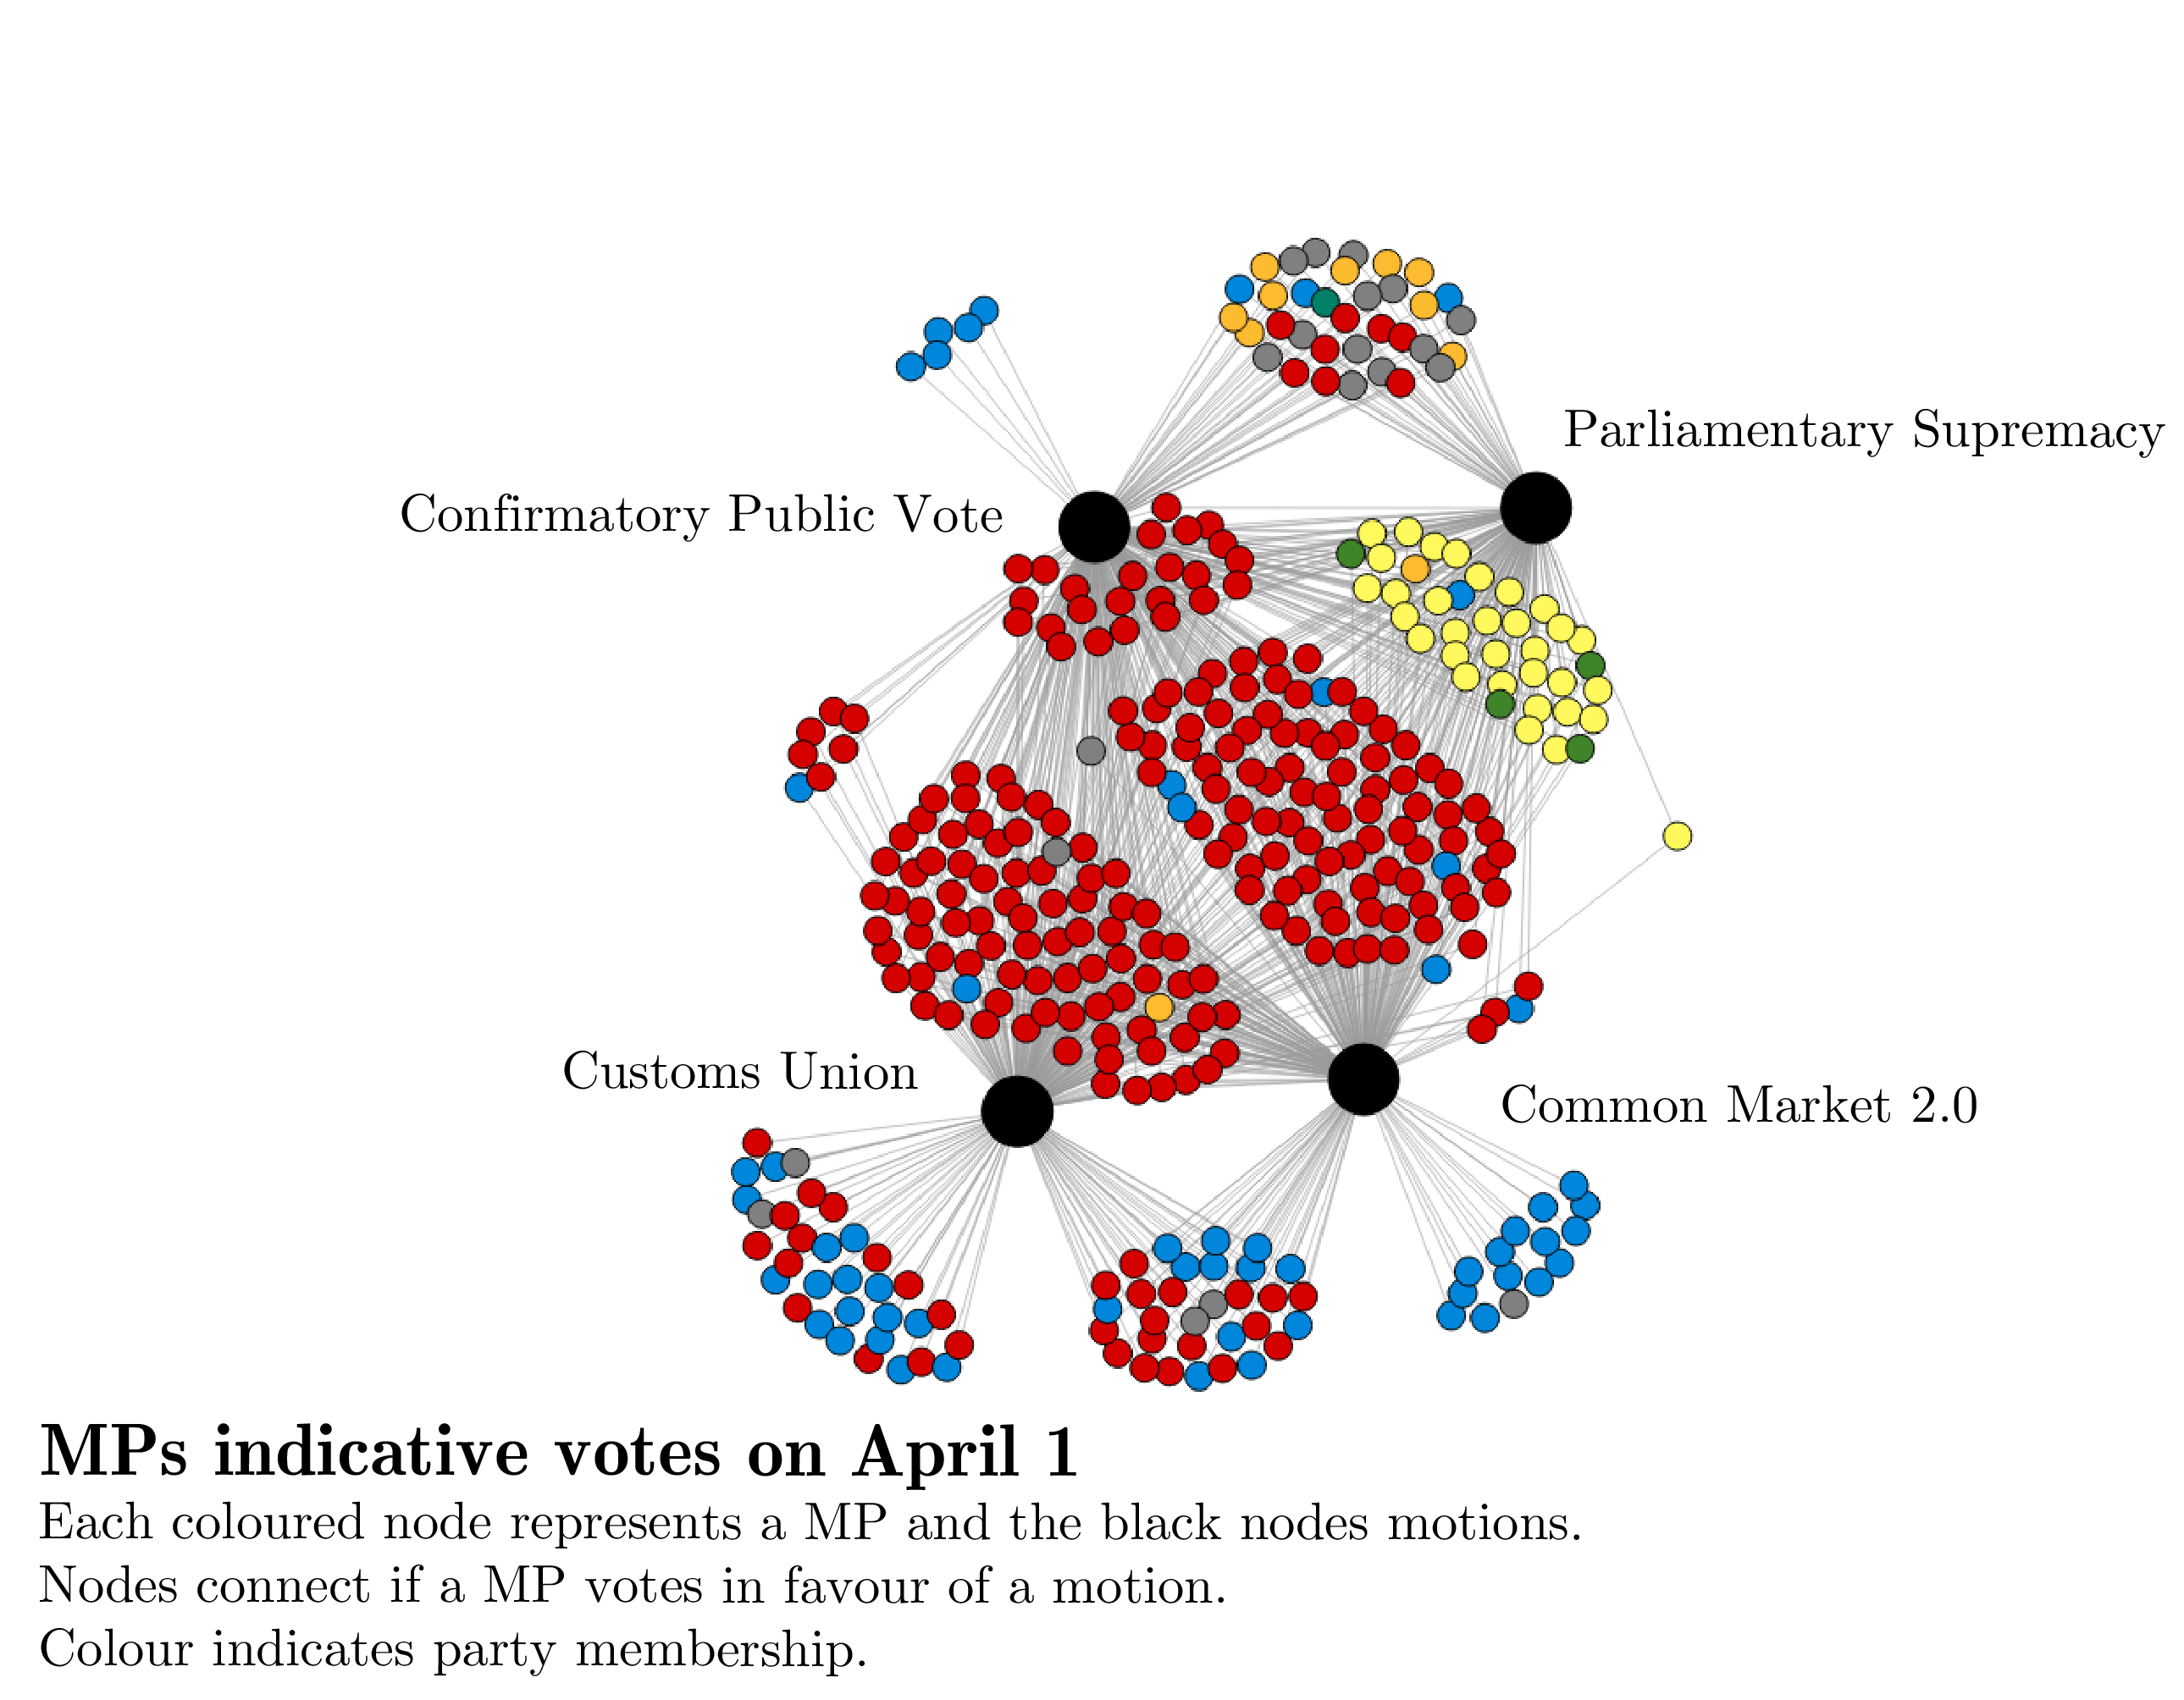 Parliamentary Supremacy
Confirmatory Public Vote
Customs Union
Common Market 2.0
MPs indicative votes on April 1
Each coloured node represents a MP and the black nodes motions.
Nodes connect if a MP votes in favour of a motion.
Colour indicates party membership.